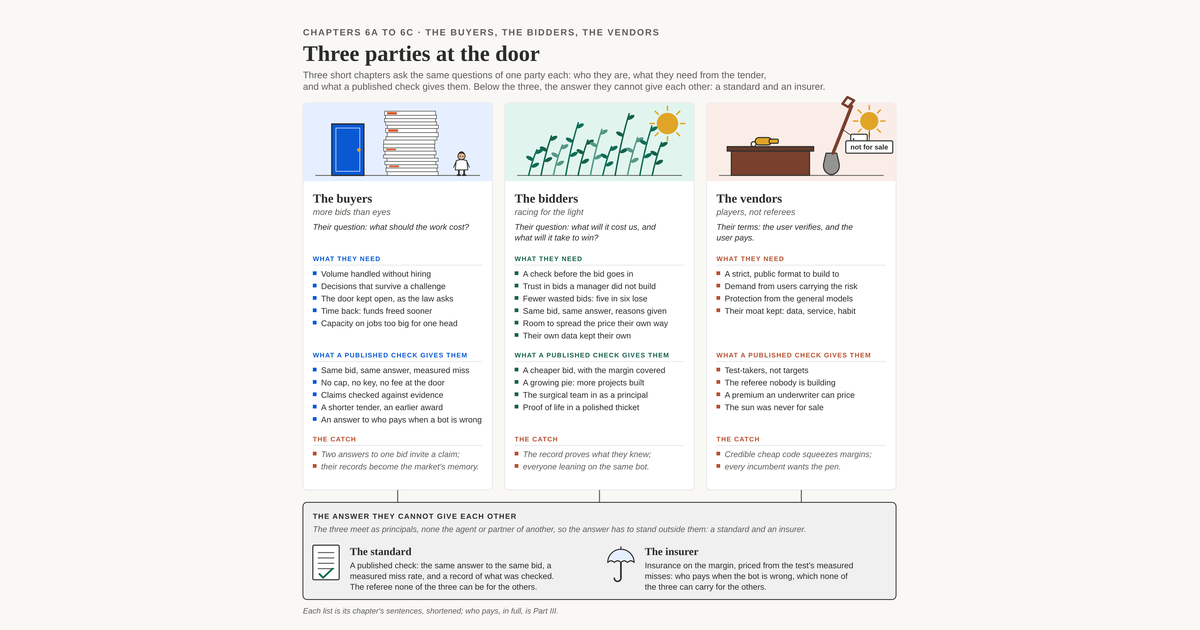 CHAPTERS 6A TO 6C · THE BUYERS, THE BIDDERS, THE VENDORS
Three parties at the door
Three short chapters ask the same questions of one party each: who they are, what they need from the tender,
and what a published check gives them. Below the three, the answer they cannot give each other: a standard and an insurer.
The buyers
more bids than eyes
Their question: what should the work cost?
WHAT THEY NEED
Volume handled without hiring
Decisions that survive a challenge
The door kept open, as the law asks
Time back: funds freed sooner
Capacity on jobs too big for one head
WHAT A PUBLISHED CHECK GIVES THEM
Same bid, same answer, measured miss
No cap, no key, no fee at the door
Claims checked against evidence
A shorter tender, an earlier award
An answer to who pays when a bot is wrong
THE CATCH
Two answers to one bid invite a claim;
their records become the market's memory.
The bidders
racing for the light
Their question: what will it cost us, and
what will it take to win?
WHAT THEY NEED
A check before the bid goes in
Trust in bids a manager did not build
Fewer wasted bids: five in six lose
Same bid, same answer, reasons given
Room to spread the price their own way
Their own data kept their own
WHAT A PUBLISHED CHECK GIVES THEM
A cheaper bid, with the margin covered
A growing pie: more projects built
The surgical team in as a principal
Proof of life in a polished thicket
THE CATCH
The record proves what they knew;
everyone leaning on the same bot.
not for sale
The vendors
players, not referees
Their terms: the user verifies, and the
user pays.
WHAT THEY NEED
A strict, public format to build to
Demand from users carrying the risk
Protection from the general models
Their moat kept: data, service, habit
WHAT A PUBLISHED CHECK GIVES THEM
Test-takers, not targets
The referee nobody is building
A premium an underwriter can price
The sun was never for sale
THE CATCH
Credible cheap code squeezes margins;
every incumbent wants the pen.
THE ANSWER THEY CANNOT GIVE EACH OTHER
The three meet as principals, none the agent or partner of another, so the answer has to stand outside them: a standard and an insurer.
The standard
A published check: the same answer to the same bid, a
measured miss rate, and a record of what was checked.
The referee none of the three can be for the others.
The insurer
Insurance on the margin, priced from the test's measured
misses: who pays when the bot is wrong, which none of
the three can carry for the others.
Each list is its chapter's sentences, shortened; who pays, in full, is Part III.